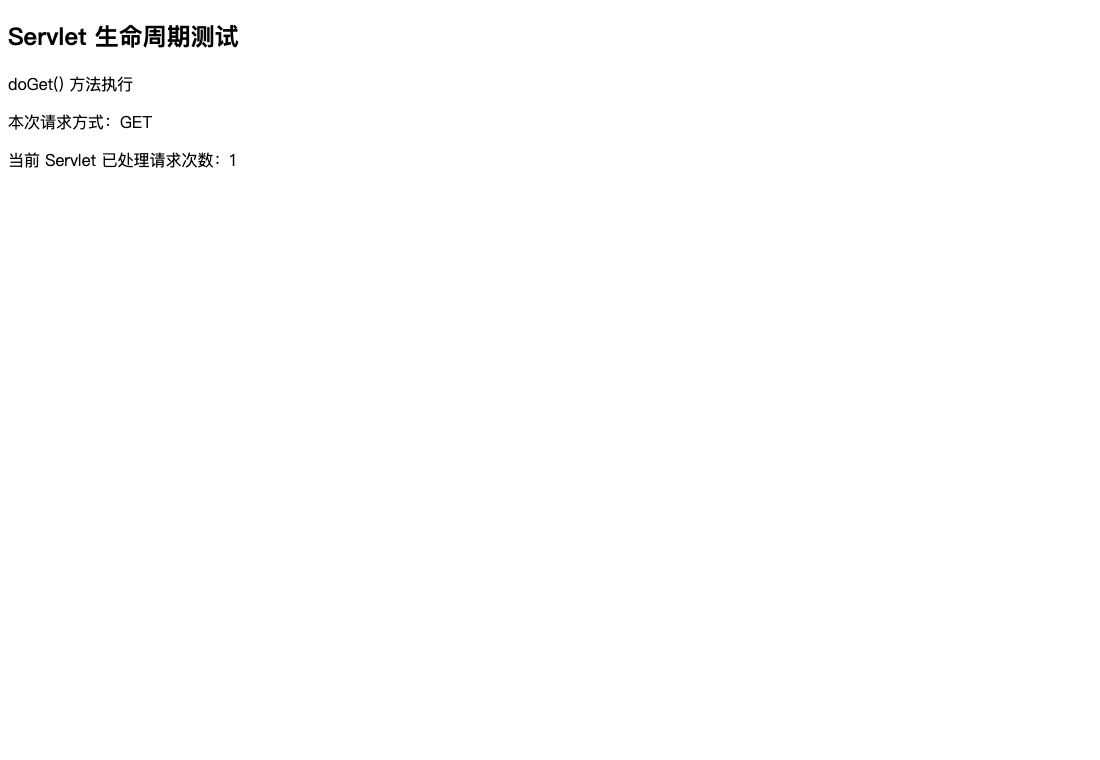 Servlet 生命周期测试
doGet() 方法执行
本次请求方式：GET
当前 Servlet 已处理请求次数：1